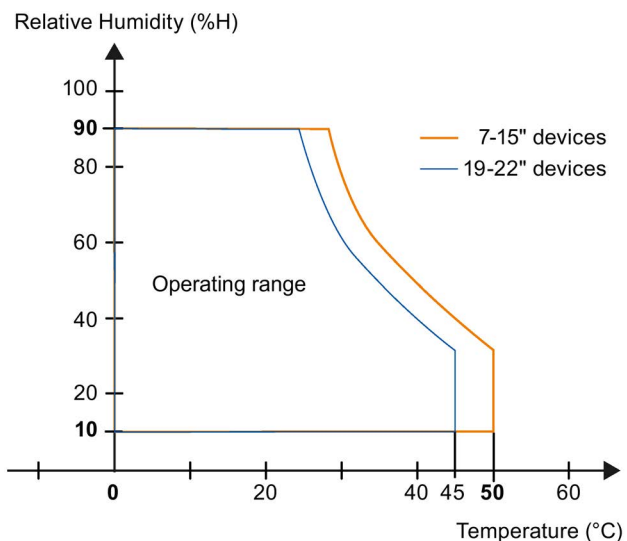 Relative Humidity (%H)
100
90
80
60
40
20
10
7-15" devices
19-22" devices
Operating range
0
20
40
45
50
60
Temperature (°C)